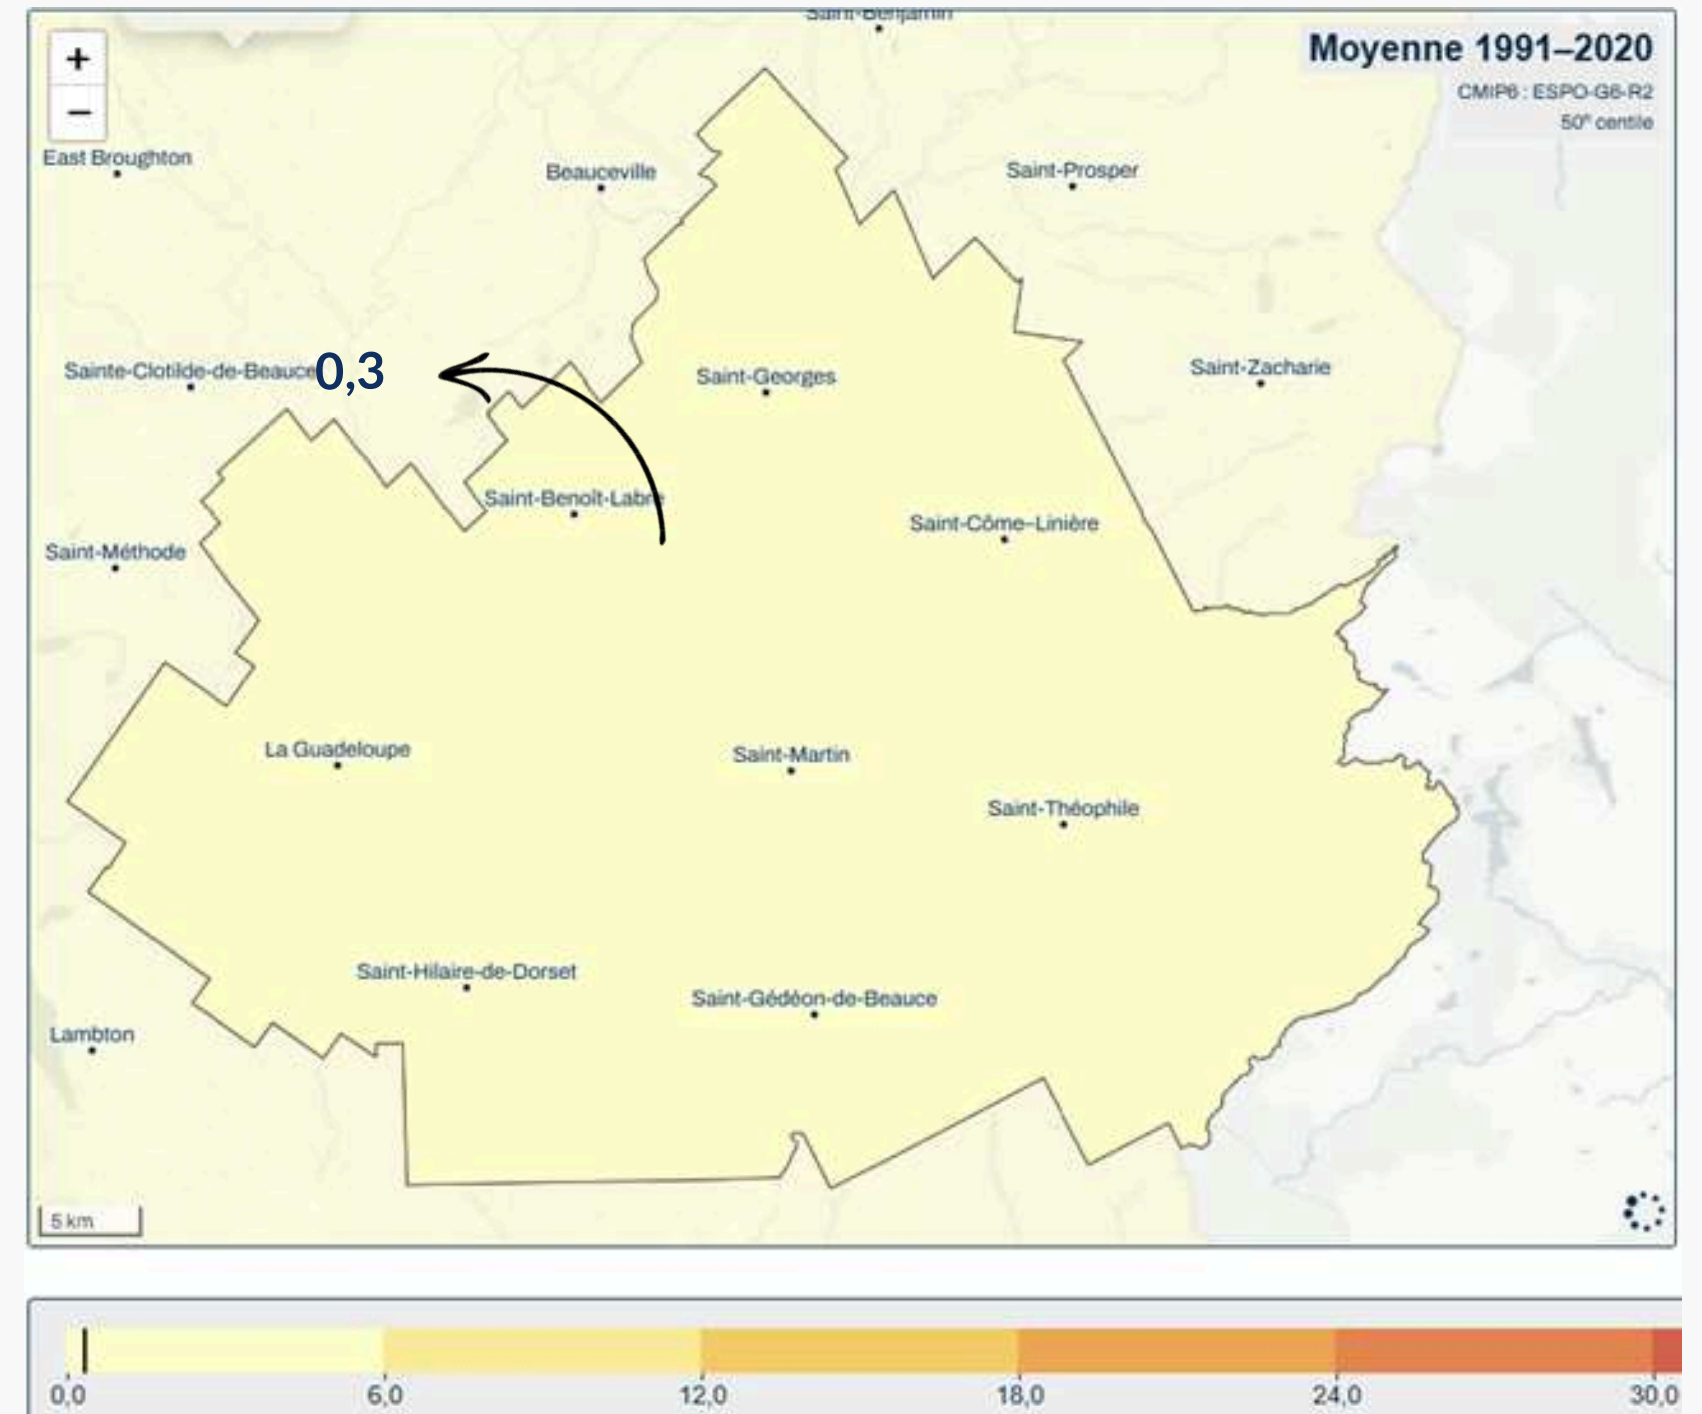 Saint-Benjamin
Moyenne 1991–2020
CMIP6 : ESPO-G6-R2
50e centile
+
−
East Broughton
Beauceville
Saint-Prosper
Sainte-Clotilde-de-Beauce
0,3
Saint-Georges
Saint-Zacharie
Saint-Benoît-Labre
Saint-Côme–Linière
Saint-Méthode
La Guadeloupe
Saint-Martin
Saint-Théophile
Saint-Hilaire-de-Dorset
Saint-Gédéon-de-Beauce
Lambton
5 km
0,0 6,0 12,0 18,0 24,0 30,0